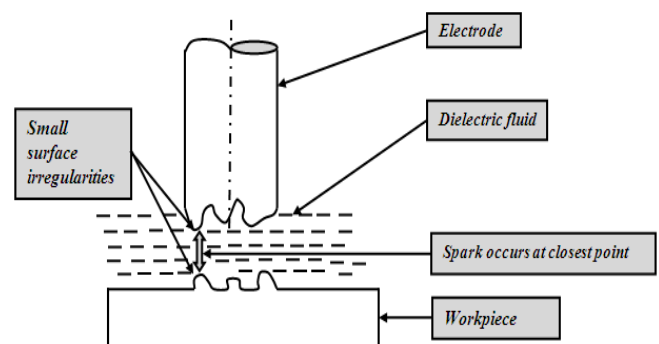 Electrode
Dielectric fluid
Small
surface
irregularities
Spark occurs at closest point
Workpiece